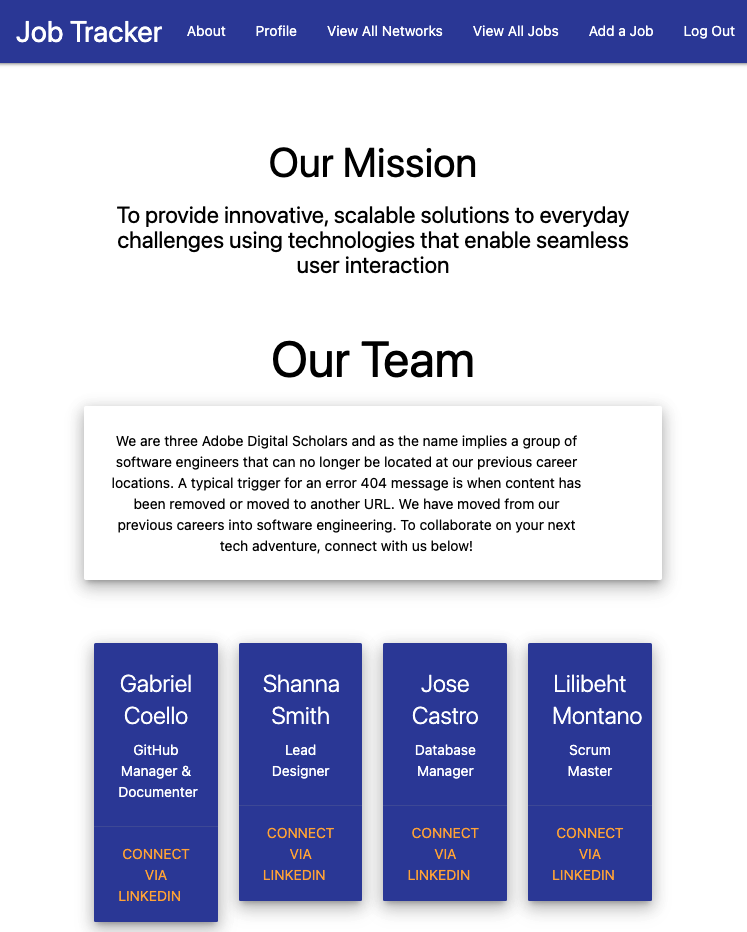 Job Tracker About Profile View All Networks View All Jobs Add a Job Log Out
Our Mission
To provide innovative, scalable solutions to everyday
challenges using technologies that enable seamless
user interaction
Our Team
We are three Adobe Digital Scholars and as the name implies a group of
software engineers that can no longer be located at our previous career
locations. A typical trigger for an error 404 message is when content has
been removed or moved to another URL. We have moved from our
previous careers into software engineering. To collaborate on your next
tech adventure, connect with us below!
Gabriel
Coello
GitHub
Manager &
Documenter
CONNECT
VIA
LINKEDIN
Shanna
Smith
Lead
Designer
CONNECT
VIA
LINKEDIN
Jose
Castro
Database
Manager
CONNECT
VIA
LINKEDIN
Lilibeht
Montano
Scrum
Master
CONNECT
VIA
LINKEDIN